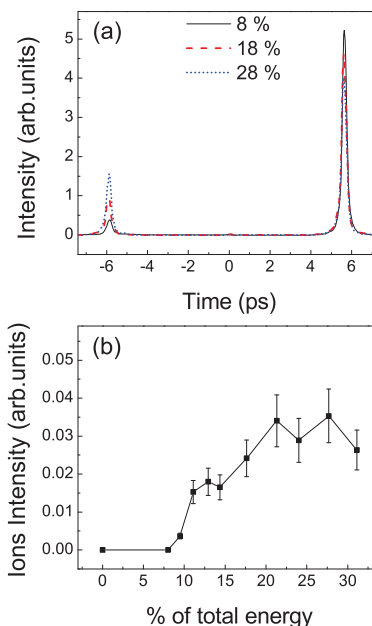 (a)
8 %
18 %
28 %
Intensity (arb.units)
5
4
3
2
1
0
-6 -4 -2 0 2 4 6
Time (ps)
(b)
Ions Intensity (arb.units)
0.05
0.04
0.03
0.02
0.01
0.00
0 5 10 15 20 25 30
% of total energy